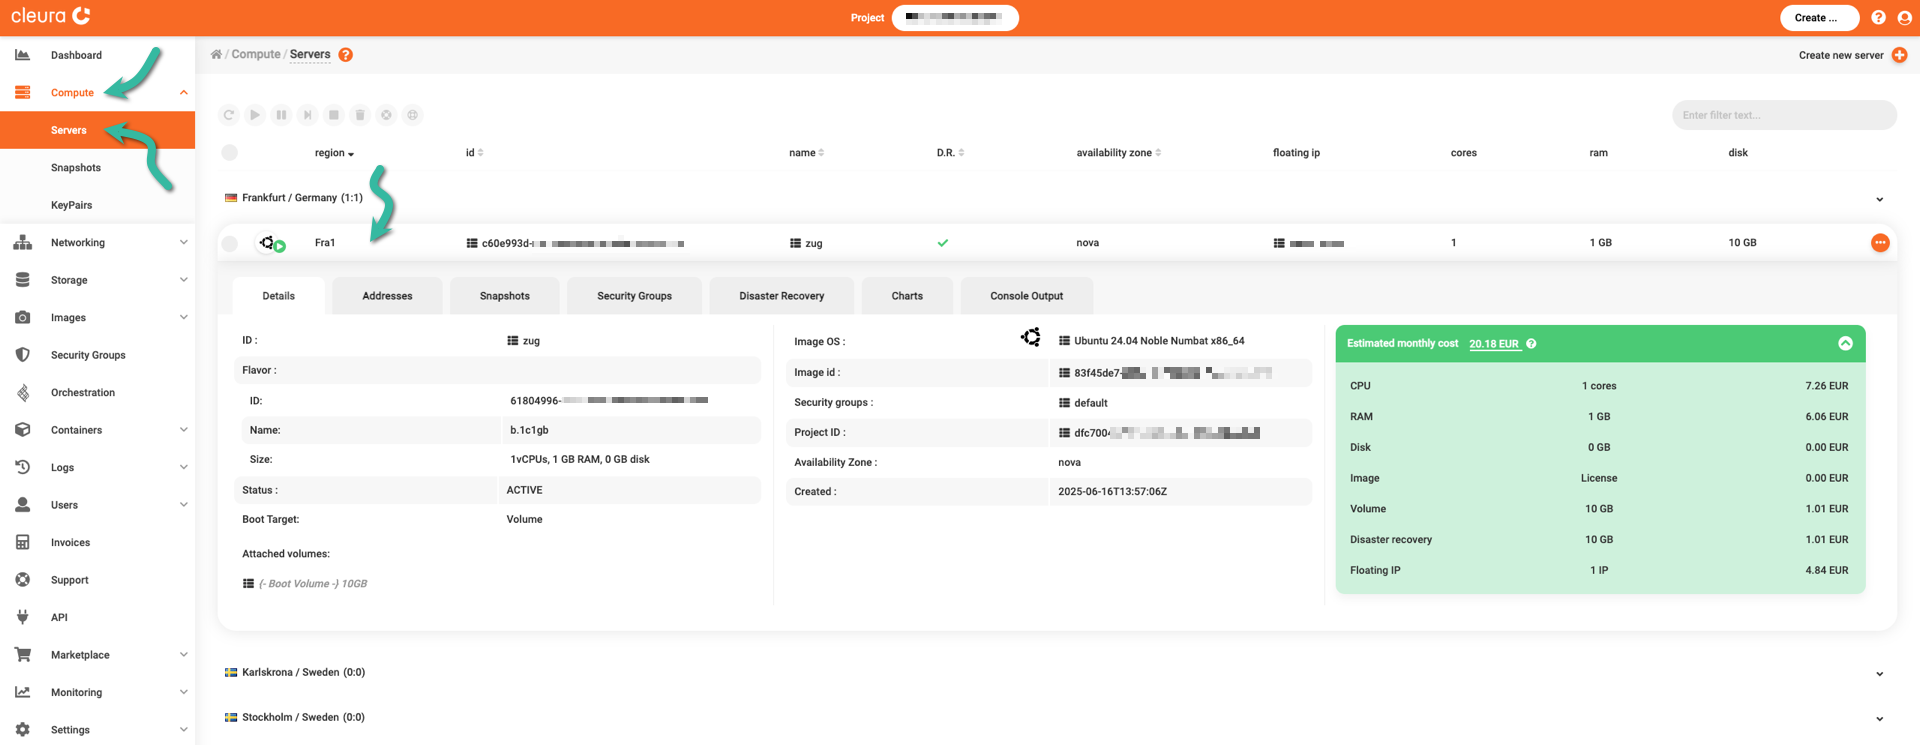 cleura
Project
Create ...
Dashboard
Compute
Servers
Snapshots
KeyPairs
Networking
Storage
Images
Security Groups
Orchestration
Containers
Logs
Users
Invoices
Support
API
Marketplace
Monitoring
Settings
/ Compute / Servers ?
Create new server
Enter filter text...
region id name D.R. availability zone floating ip cores ram disk
Frankfurt / Germany (1:1)
Fra1 c60e993d- zug nova 1 1 GB 10 GB
Details Addresses Snapshots Security Groups Disaster Recovery Charts Console Output
ID : zug
Flavor :
ID: 61804996-
Name: b.1c1gb
Size: 1vCPUs, 1 GB RAM, 0 GB disk
Status : ACTIVE
Boot Target: Volume
Attached volumes:
(- Boot Volume -) 10GB
Image OS : Ubuntu 24.04 Noble Numbat x86_64
Image id : 83f45de7-
Security groups : default
Project ID : dfc7004
Availability Zone : nova
Created : 2025-06-16T13:57:06Z
Estimated monthly cost 20.18 EUR ?
CPU 1 cores 7.26 EUR
RAM 1 GB 6.06 EUR
Disk 0 GB 0.00 EUR
Image License 0.00 EUR
Volume 10 GB 1.01 EUR
Disaster recovery 10 GB 1.01 EUR
Floating IP 1 IP 4.84 EUR
Karlskrona / Sweden (0:0)
Stockholm / Sweden (0:0)